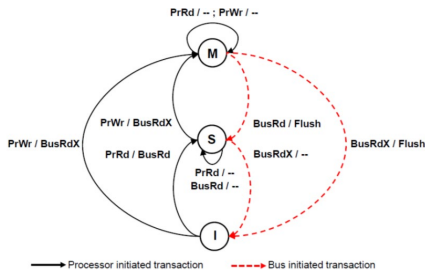 PrRd / -- ; PrWr / --
M
PrWr / BusRdX
BusRd / Flush
PrWr / BusRdX
S
BusRdX / Flush
PrRd / BusRd
BusRdX / --
PrRd / --
BusRd / --
I
Processor initiated transaction
Bus initiated transaction